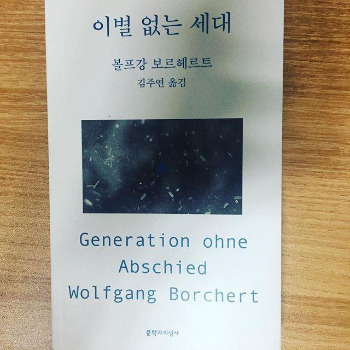 이별 없는 세대
볼프강 보르헤르트
김주연 옮김
Generation ohne
Abschied
Wolfgang Borchert
문학과지성사